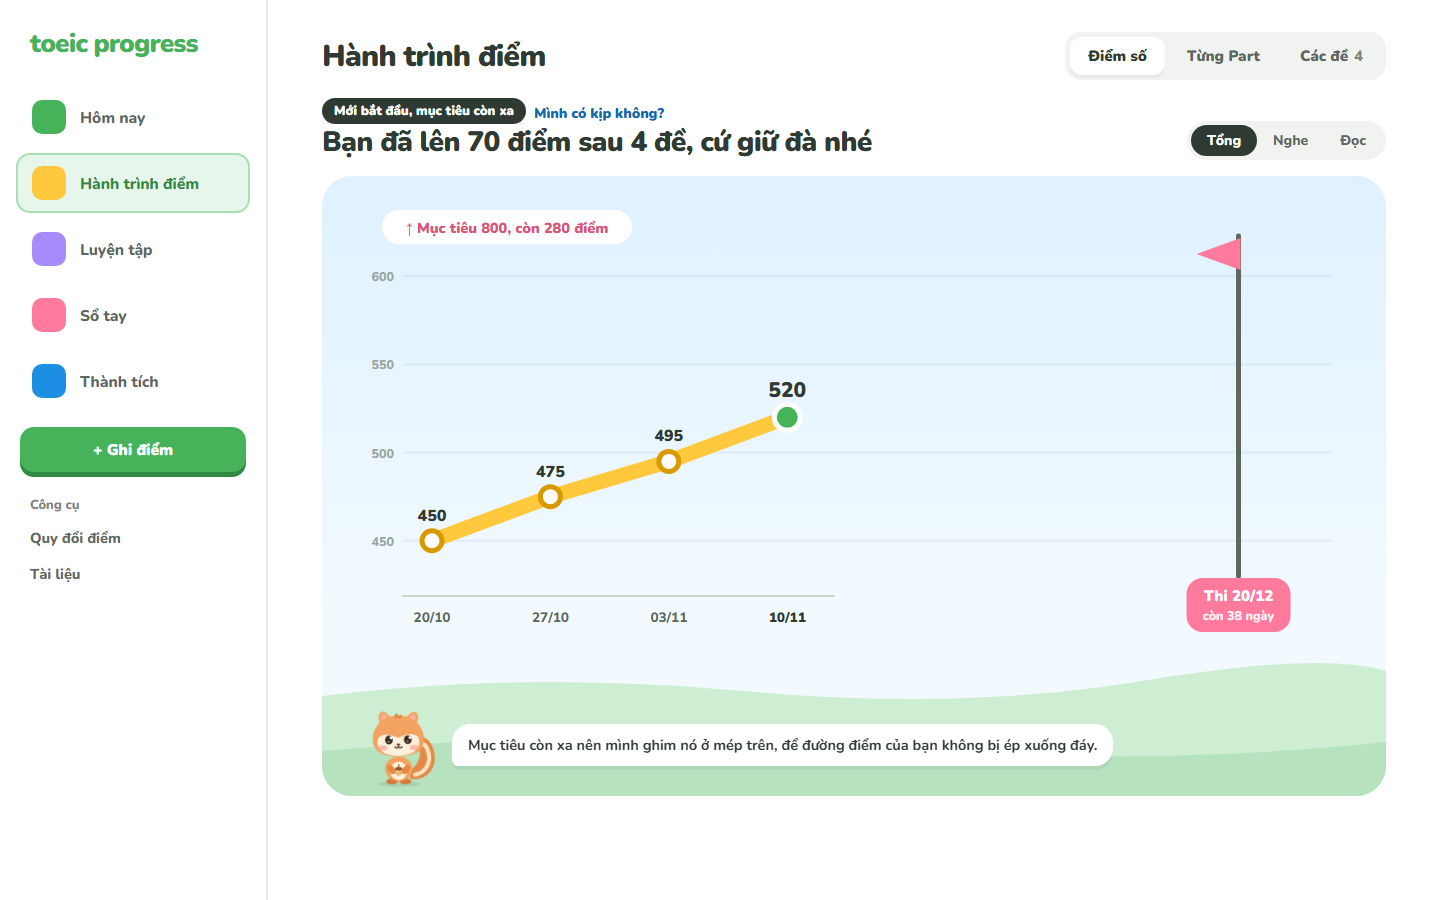 toeic progress
Hôm nay
Hành trình điểm
Luyện tập
Sổ tay
Thành tích
+ Ghi điểm
Công cụ
Quy đổi điểm
Tài liệu
Hành trình điểm
Điểm số
Từng Part
Các đề 4
Mới bắt đầu, mục tiêu còn xa
Mình có kịp không?
Bạn đã lên 70 điểm sau 4 đề, cứ giữ đà nhé
Tổng
Nghe
Đọc
↑ Mục tiêu 800, còn 280 điểm
600
550
500
450
450
475
495
520
20/10
27/10
03/11
10/11
Thi 20/12
còn 38 ngày
Mục tiêu còn xa nên mình ghim nó ở mép trên, để đường điểm của bạn không bị ép xuống đáy.